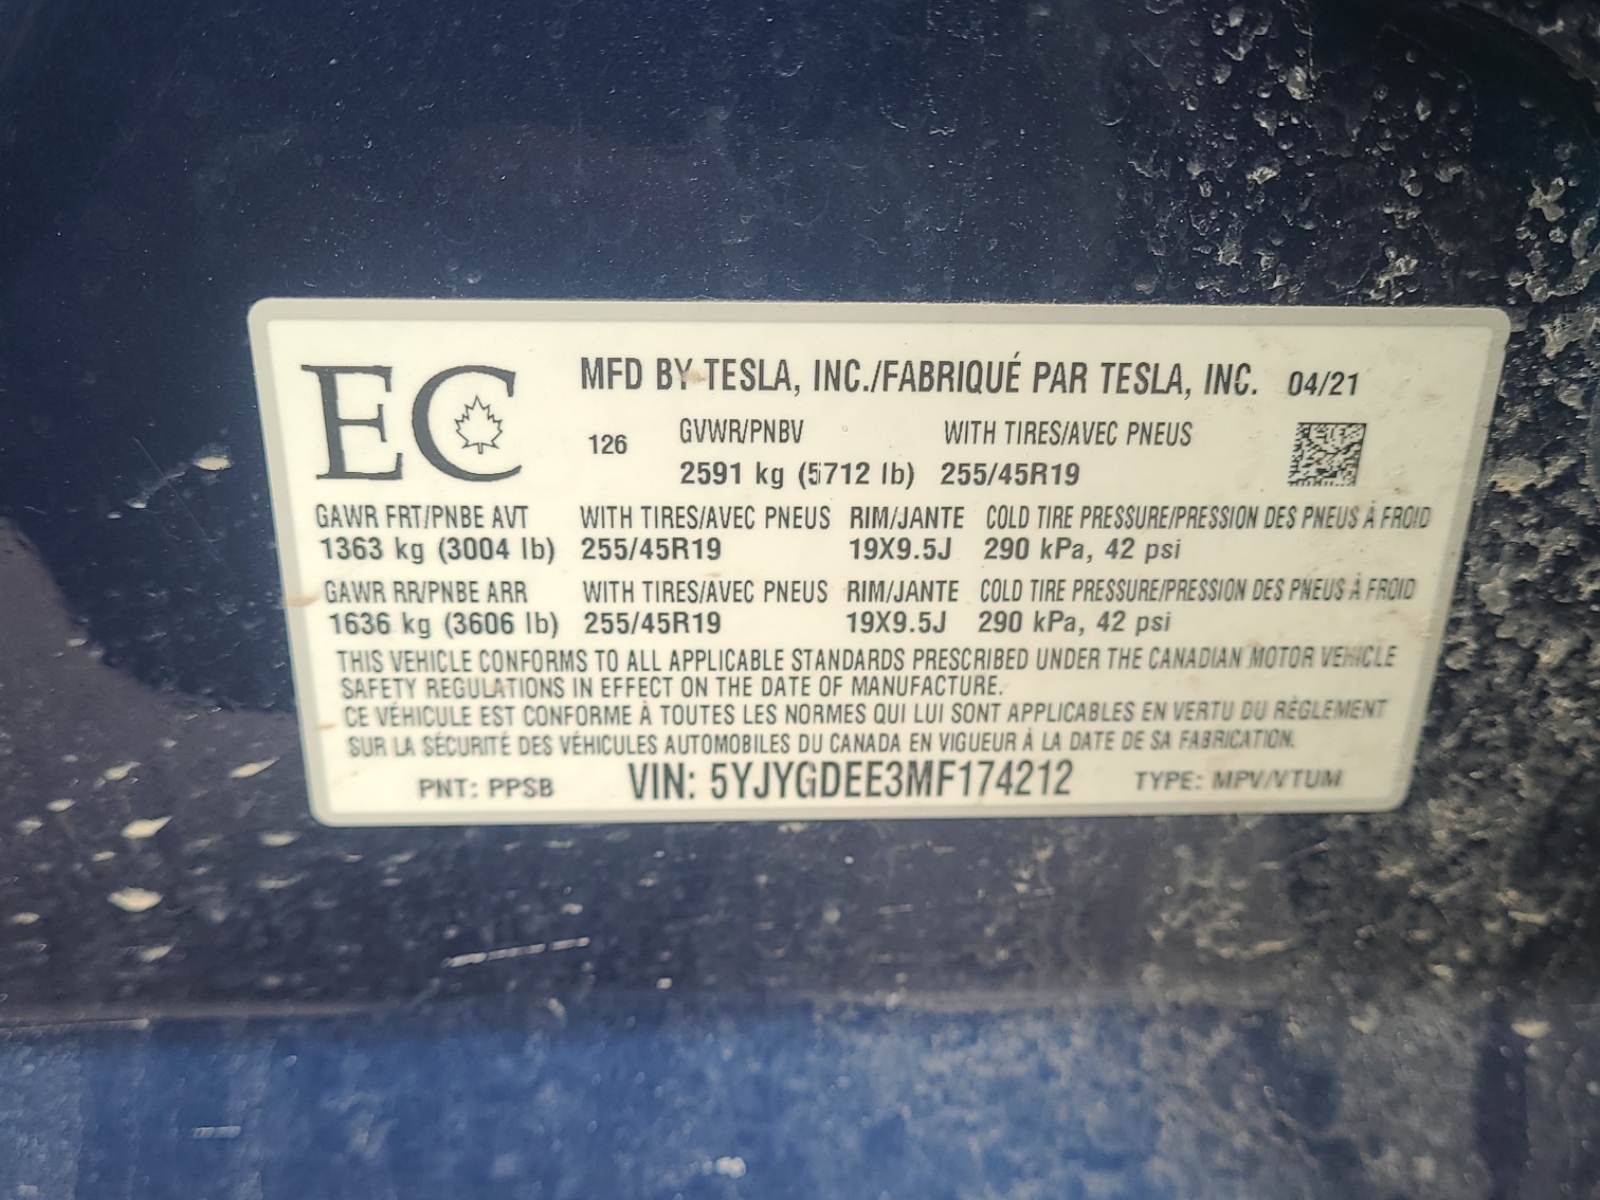 EC
MFD BY TESLA, INC./FABRIQUÉ PAR TESLA, INC. 04/21
126 GVWR/PNBV WITH TIRES/AVEC PNEUS
2591 kg (5712 lb) 255/45R19
GAWR FRT/PNBE AVT WITH TIRES/AVEC PNEUS RIM/JANTE COLD TIRE PRESSURE/PRESSION DES PNEUS À FROID
1363 kg (3004 lb) 255/45R19 19X9.5J 290 kPa, 42 psi
GAWR RR/PNBE ARR WITH TIRES/AVEC PNEUS RIM/JANTE COLD TIRE PRESSURE/PRESSION DES PNEUS À FROID
1636 kg (3606 lb) 255/45R19 19X9.5J 290 kPa, 42 psi
THIS VEHICLE CONFORMS TO ALL APPLICABLE STANDARDS PRESCRIBED UNDER THE CANADIAN MOTOR VEHICLE
SAFETY REGULATIONS IN EFFECT ON THE DATE OF MANUFACTURE.
CE VÉHICULE EST CONFORME À TOUTES LES NORMES QUI LUI SONT APPLICABLES EN VERTU DU RÈGLEMENT
SUR LA SÉCURITÉ DES VÉHICULES AUTOMOBILES DU CANADA EN VIGUEUR À LA DATE DE SA FABRICATION.
PNT: PPSB VIN: 5YJYGDEE3MF174212 TYPE: MPV/VTUM